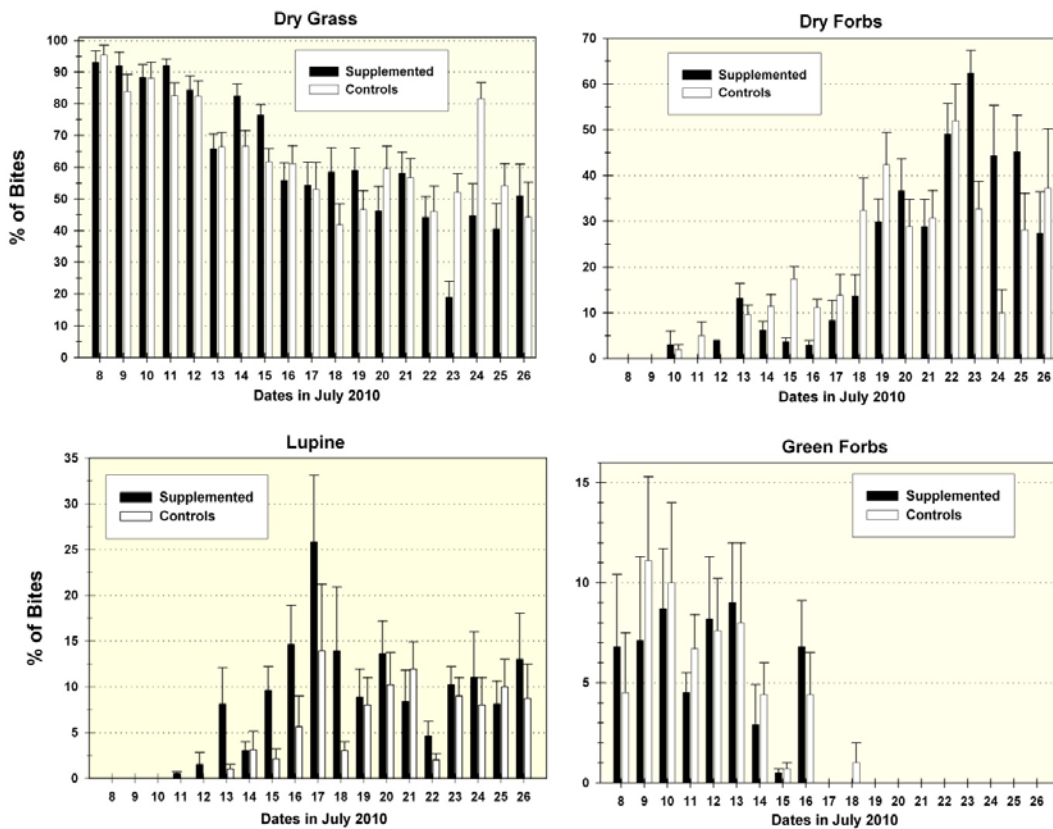 Dry Grass
100
90
80
70
60
50
40
30
20
10
0
% of Bites
Supplemented
Controls
8 9 10 11 12 13 14 15 16 17 18 19 20 21 22 23 24 25 26
Dates in July 2010
Dry Forbs
70
60
50
40
30
20
10
0
Supplemented
Controls
8 9 10 11 12 13 14 15 16 17 18 19 20 21 22 23 24 25 26
Dates in July 2010
Lupine
35
30
25
20
15
10
5
0
% of Bites
Supplemented
Controls
8 9 10 11 12 13 14 15 16 17 18 19 20 21 22 23 24 25 26
Dates in July 2010
Green Forbs
15
10
5
0
Supplemented
Controls
8 9 10 11 12 13 14 15 16 17 18 19 20 21 22 23 24 25 26
Dates in July 2010